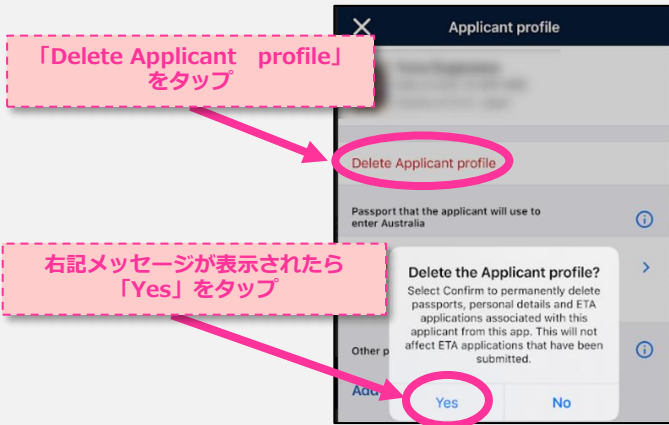 Applicant profile
「Delete Applicant　profile」
をタップ
Delete Applicant profile
Passport that the applicant will use to
enter Australia
右記メッセージが表示されたら
「Yes」をタップ
Delete the Applicant profile?
Select Confirm to permanently delete
passports, personal details and ETA
applications associated with this
applicant from this app. This will not
affect ETA applications that have been
submitted.
Other p
Yes
No